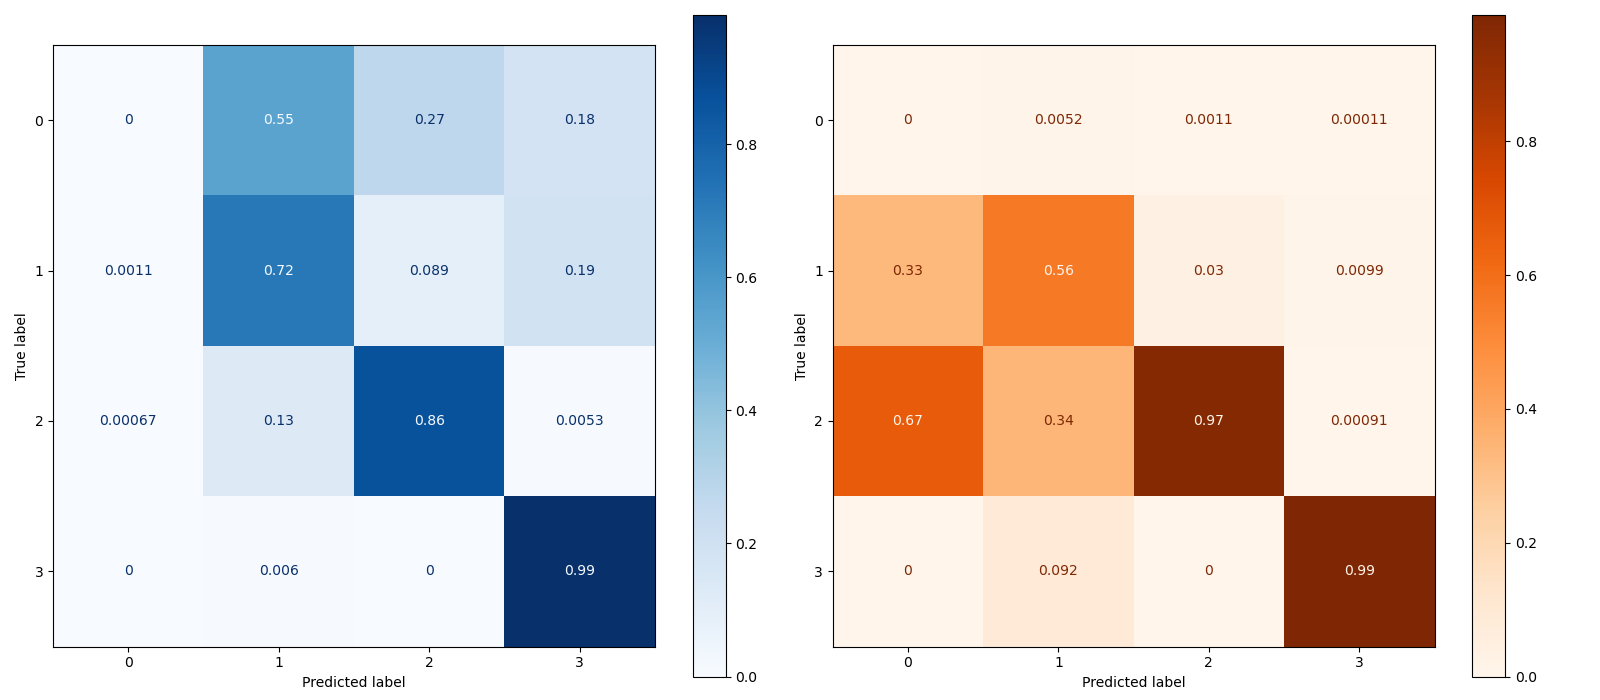 0 0 0.55 0.27 0.18
1 0.0011 0.72 0.089 0.19
2 0.00067 0.13 0.86 0.0053
3 0 0.006 0 0.99
0 1 2 3
True label
Predicted label
0.8
0.6
0.4
0.2
0.0
0 0 0.0052 0.0011 0.00011
1 0.33 0.56 0.03 0.0099
2 0.67 0.34 0.97 0.00091
3 0 0.092 0 0.99
0 1 2 3
True label
Predicted label
0.8
0.6
0.4
0.2
0.0